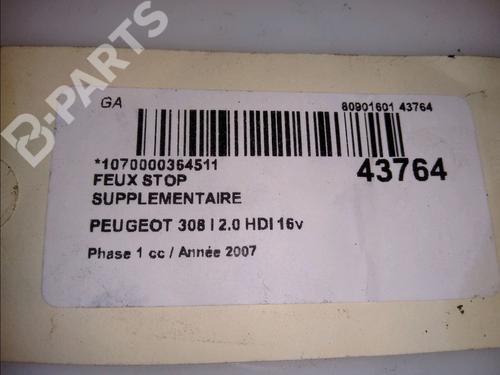 B-PARTS
GA
80901601 43764
*1070000364511
43764
FEUX STOP
SUPPLEMENTAIRE
PEUGEOT 308 I 2.0 HDI 16v
Phase 1 cc / Année 2007